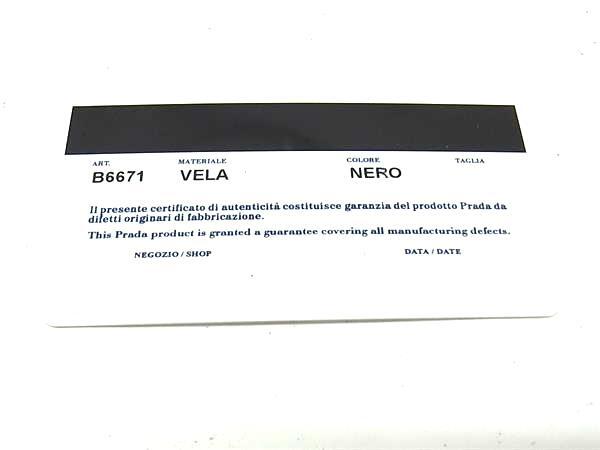 ART. MATERIALE COLORE TAGLIA
B6671 VELA NERO
Il presente certificato di autenticità costituisce garanzia del prodotto Prada da
difetti originari di fabbricazione.
This Prada product is granted a guarantee covering all manufacturing defects.
NEGOZIO / SHOP DATA / DATE